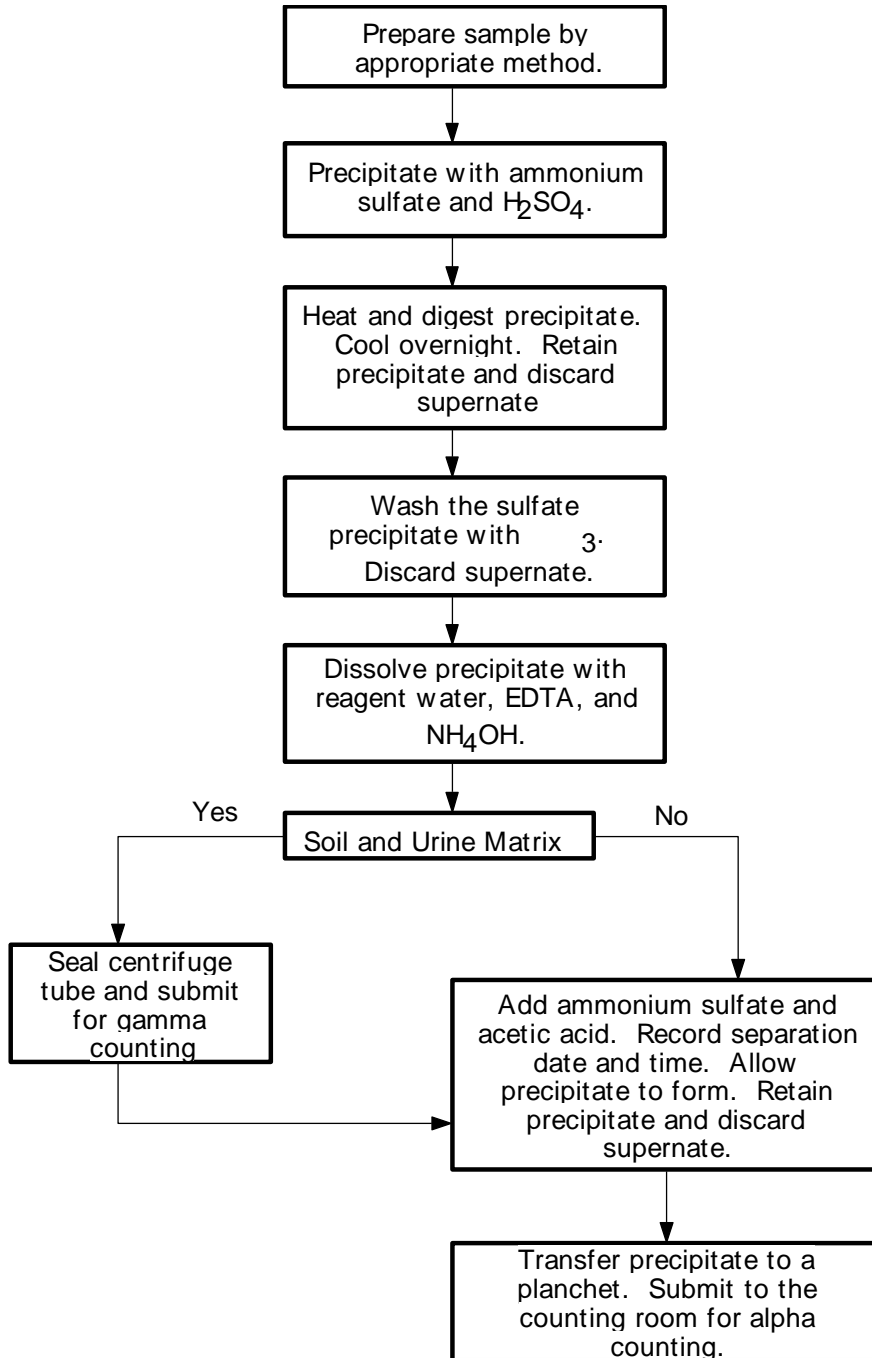 Prepare sample by
appropriate method.
Precipitate with ammonium
sulfate and H2SO4.
Heat and digest precipitate.
Cool overnight. Retain
precipitate and discard
supernate
Wash the sulfate
precipitate with 3.
Discard supernate.
Dissolve precipitate with
reagent water, EDTA, and
NH4OH.
Yes
Soil and Urine Matrix
No
Seal centrifuge
tube and submit
for gamma
counting
Add ammonium sulfate and
acetic acid. Record separation
date and time. Allow
precipitate to form. Retain
precipitate and discard
supernate.
Transfer precipitate to a
planchet. Submit to the
counting room for alpha
counting.